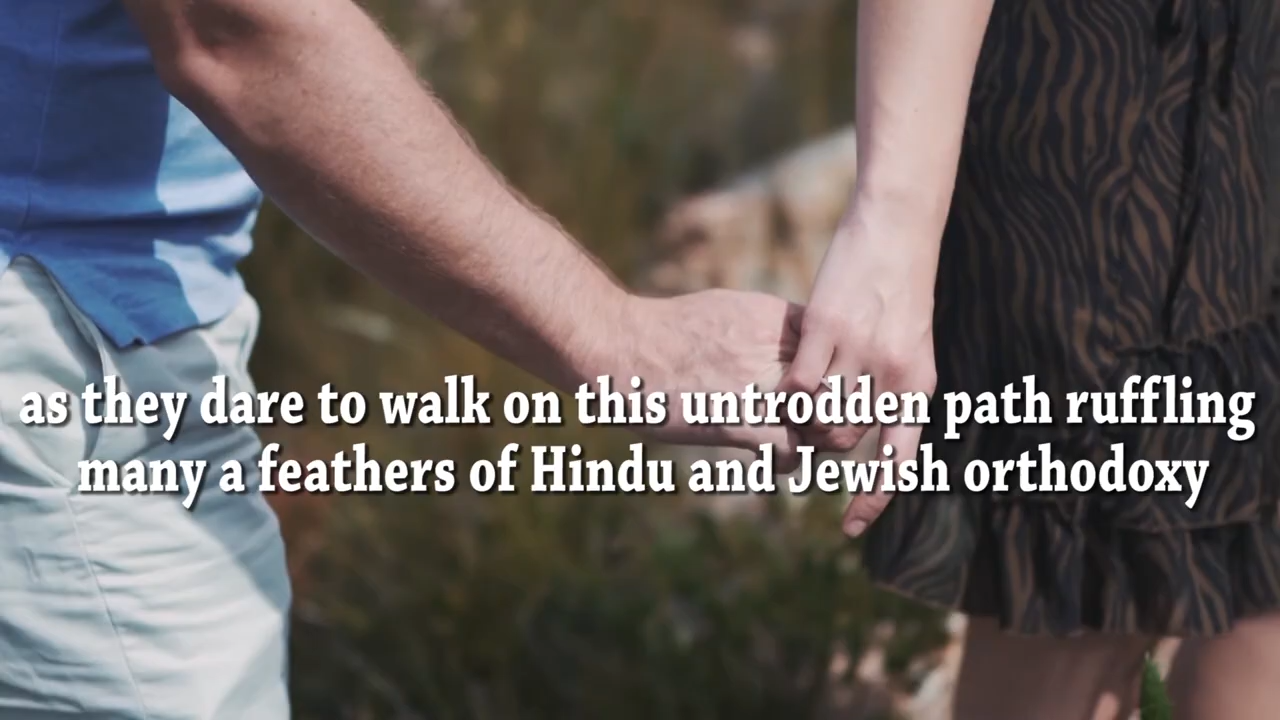 as they dare to walk on this untrodden path ruffling
many a feathers of Hindu and Jewish orthodoxy